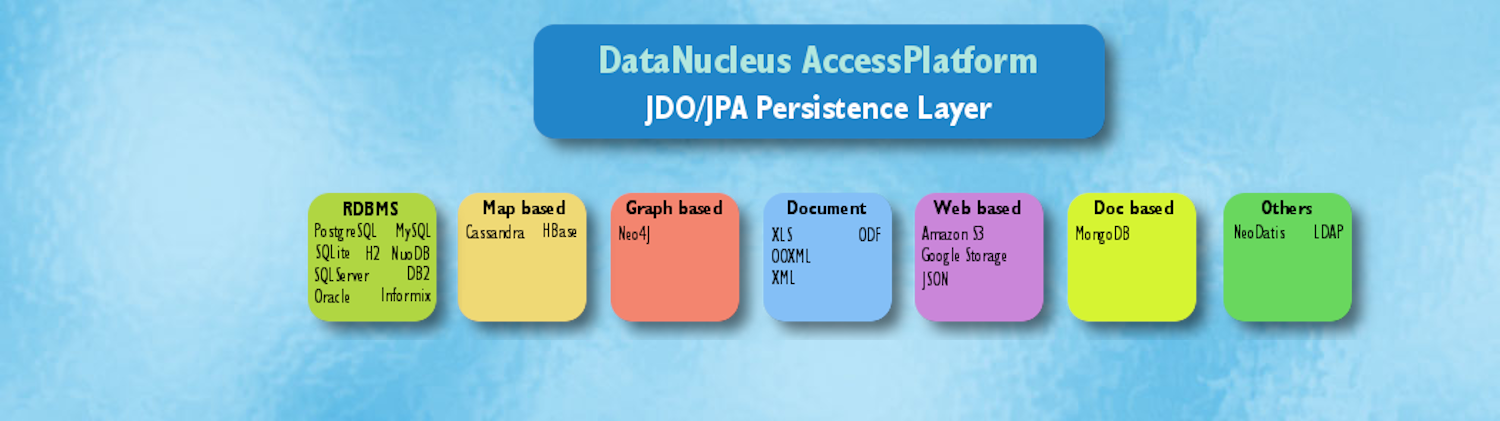 DataNucleus AccessPlatform
JDO/JPA Persistence Layer
RDBMS
PostgreSQL MySQL
SQLite H2 NuoDB
SQLServer DB2
Oracle Informix
Map based
Cassandra HBase
Graph based
Neo4J
Document
XLS ODF
OOXML
XML
Web based
Amazon S3
Google Storage
JSON
Doc based
MongoDB
Others
NeoDatis LDAP